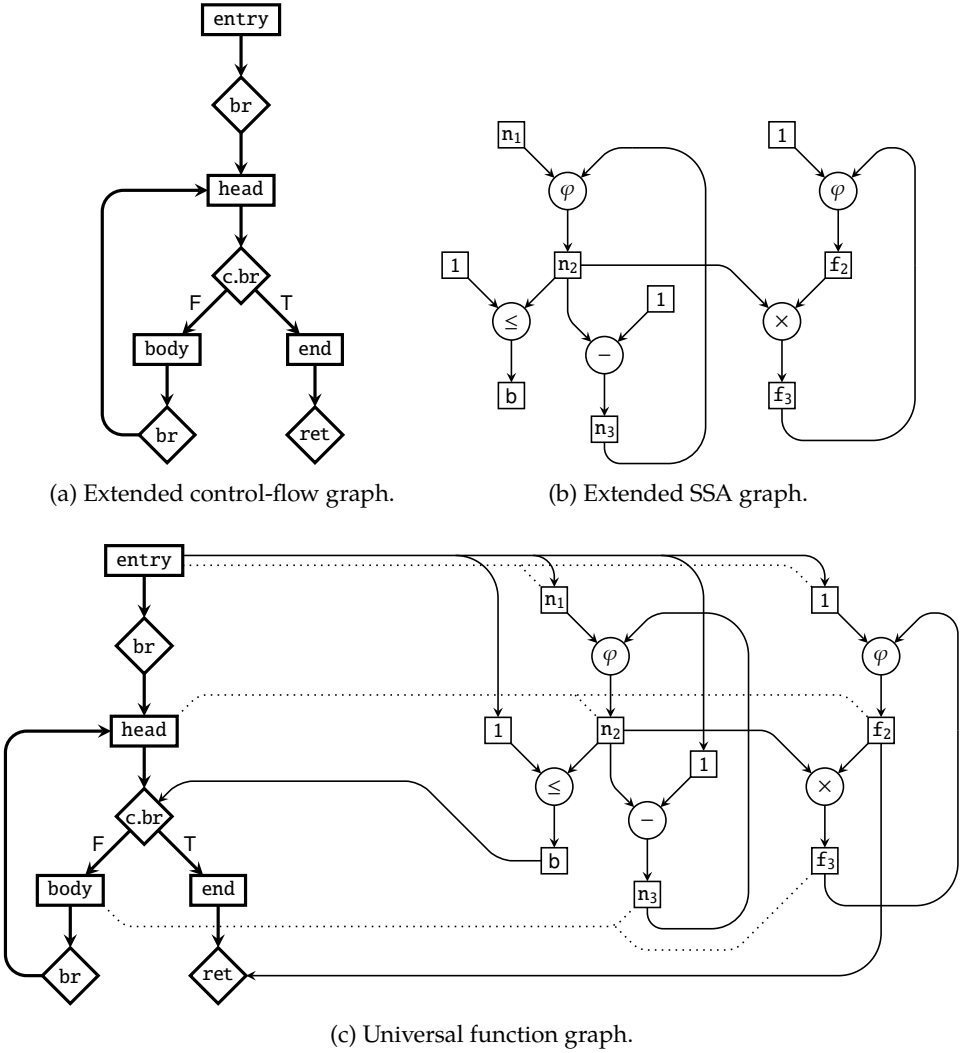 entry
br
head
c.br
F T
body end
br ret
n₁ 1
φ φ
1 n₂ f₂
1
≤ − ×
b n₃ f₃
(a) Extended control-flow graph.
(b) Extended SSA graph.
entry
n₁ 1
br φ φ
head 1 n₂ f₂
1
c.br ≤ − ×
F T
b f₃
body end n₃
br ret
(c) Universal function graph.